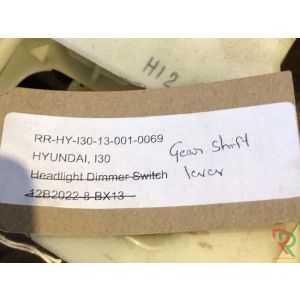 H12
RR-HY-I30-13-001-0069
HYUNDAI, I30
Gear shift
Headlight Dimmer Switch
lever
12B2022-8-BX13